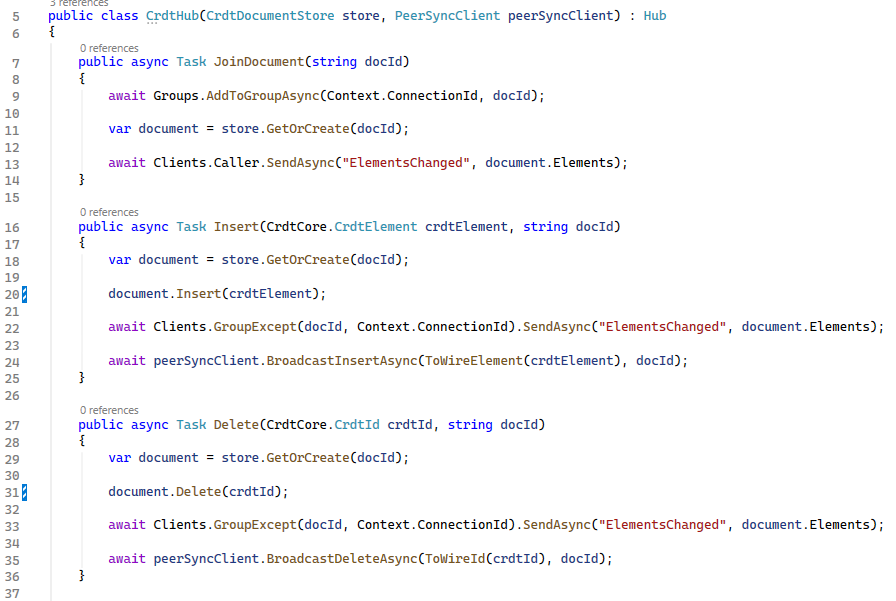 3 references
5 public class CrdtHub(CrdtDocumentStore store, PeerSyncClient peerSyncClient) : Hub
6 {
0 references
7 public async Task JoinDocument(string docId)
8 {
9 await Groups.AddToGroupAsync(Context.ConnectionId, docId);
10
11 var document = store.GetOrCreate(docId);
12
13 await Clients.Caller.SendAsync("ElementsChanged", document.Elements);
14 }
15
0 references
16 public async Task Insert(CrdtCore.CrdtElement crdtElement, string docId)
17 {
18 var document = store.GetOrCreate(docId);
19
20 document.Insert(crdtElement);
21
22 await Clients.GroupExcept(docId, Context.ConnectionId).SendAsync("ElementsChanged", document.Elements);
23
24 await peerSyncClient.BroadcastInsertAsync(ToWireElement(crdtElement), docId);
25 }
26
0 references
27 public async Task Delete(CrdtCore.CrdtId crdtId, string docId)
28 {
29 var document = store.GetOrCreate(docId);
30
31 document.Delete(crdtId);
32
33 await Clients.GroupExcept(docId, Context.ConnectionId).SendAsync("ElementsChanged", document.Elements);
34
35 await peerSyncClient.BroadcastDeleteAsync(ToWireId(crdtId), docId);
36 }
37